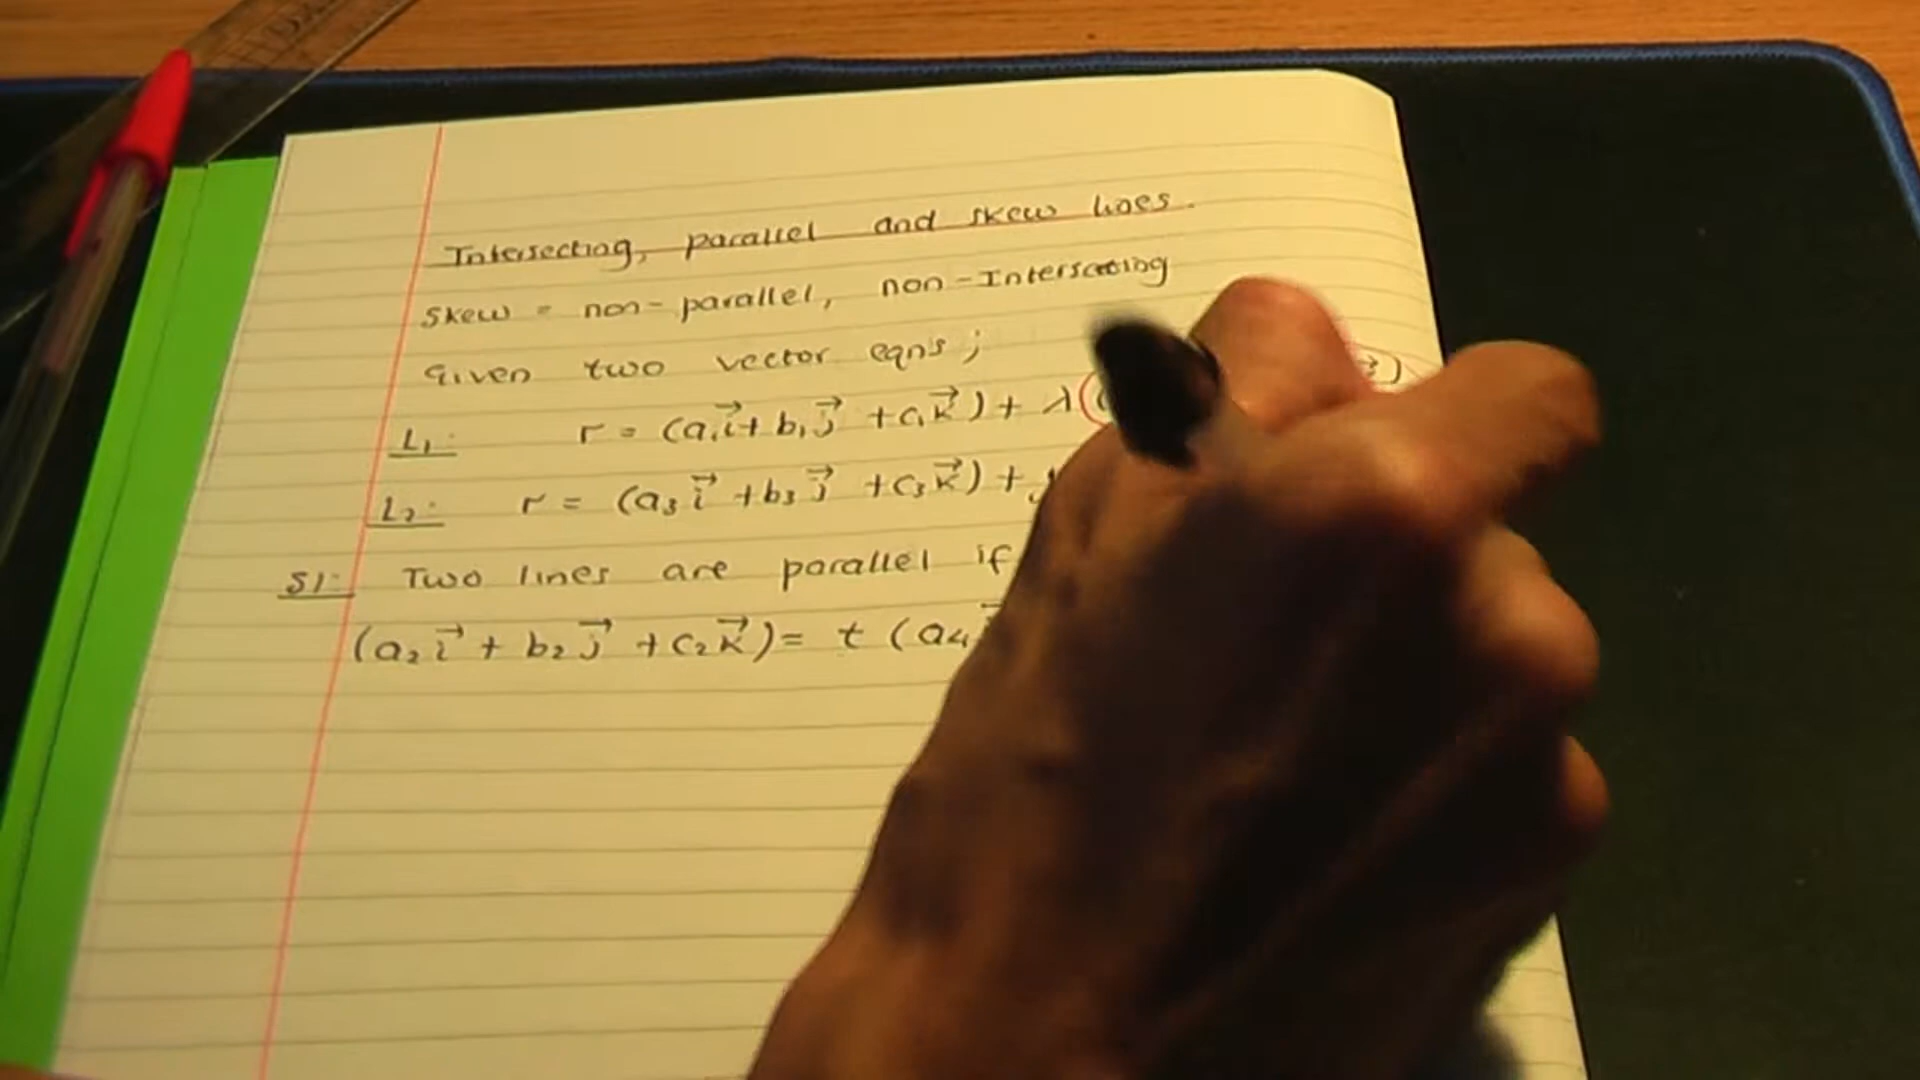 Intersecting, parallel and skew lines.
Skew = non-parallel, non-Intersecting
Given two vector eqns;
L₁: r = (a₁i⃗ + b₁j⃗ + c₁k⃗) + λ(
L₂: r = (a₃i⃗ + b₃j⃗ + c₃k⃗) +
S1: Two lines are parallel if
(a₂i⃗ + b₂j⃗ + c₂k⃗) = t (a₄